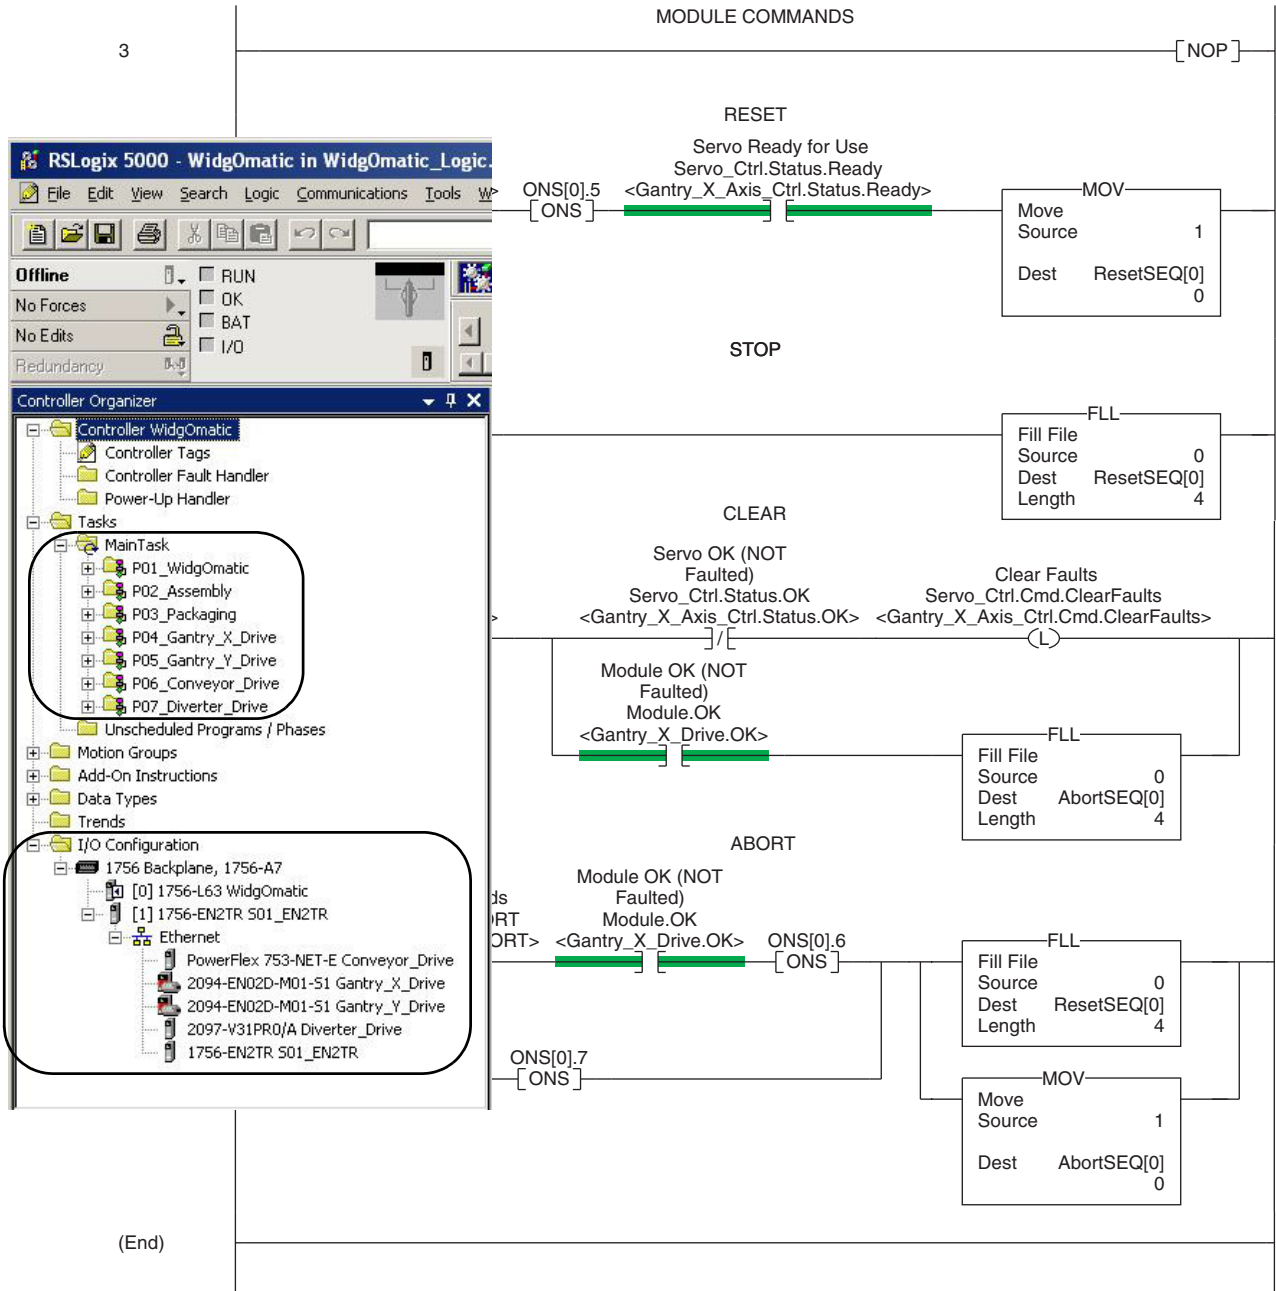 MODULE COMMANDS
3
NOP
RESET
Servo Ready for Use
Servo_Ctrl.Status.Ready
ONS[0].5 <Gantry_X_Axis_Ctrl.Status.Ready>
ONS
MOV
Move
Source 1
Dest ResetSEQ[0]
0
STOP
FLL
Fill File
Source 0
Dest ResetSEQ[0]
Length 4
CLEAR
Servo OK (NOT
Faulted)
Servo_Ctrl.Status.OK
<Gantry_X_Axis_Ctrl.Status.OK>
Clear Faults
Servo_Ctrl.Cmd.ClearFaults
<Gantry_X_Axis_Ctrl.Cmd.ClearFaults>
L
Module OK (NOT
Faulted)
Module.OK
<Gantry_X_Drive.OK>
FLL
Fill File
Source 0
Dest AbortSEQ[0]
Length 4
ABORT
ds
RT
ORT>
Module OK (NOT
Faulted)
Module.OK
<Gantry_X_Drive.OK>
ONS[0].6
ONS
FLL
Fill File
Source 0
Dest ResetSEQ[0]
Length 4
ONS[0].7
ONS
MOV
Move
Source 1
Dest AbortSEQ[0]
0
(End)
RSLogix 5000 - WidgOmatic in WidgOmatic_Logic.
File Edit View Search Logic Communications Tools W
Offline
No Forces
No Edits
Redundancy
RUN
OK
BAT
I/O
Controller Organizer
Controller WidgOmatic
Controller Tags
Controller Fault Handler
Power-Up Handler
Tasks
MainTask
P01_WidgOmatic
P02_Assembly
P03_Packaging
P04_Gantry_X_Drive
P05_Gantry_Y_Drive
P06_Conveyor_Drive
P07_Diverter_Drive
Unscheduled Programs / Phases
Motion Groups
Add-On Instructions
Data Types
Trends
I/O Configuration
1756 Backplane, 1756-A7
[0] 1756-L63 WidgOmatic
[1] 1756-EN2TR S01_EN2TR
Ethernet
PowerFlex 753-NET-E Conveyor_Drive
2094-EN02D-M01-S1 Gantry_X_Drive
2094-EN02D-M01-S1 Gantry_Y_Drive
2097-V31PR0/A Diverter_Drive
1756-EN2TR S01_EN2TR